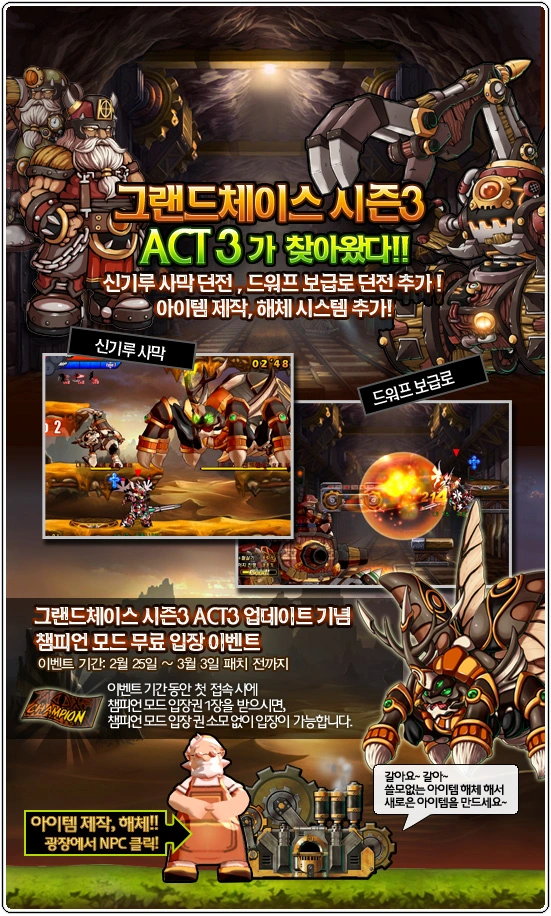 그랜드체이스 시즌3
ACT 3 가 찾아왔다!!
신기루 사막 던전 , 드워프 보급로 던전 추가 !
아이템 제작, 해체 시스템 추가!
신기루 사막
02 : 48
드워프 보급로
그랜드체이스 시즌3 ACT3 업데이트 기념
챔피언 모드 무료 입장 이벤트
이벤트 기간: 2월 25일 ~ 3월 3일 패치 전까지
CHAMPION
이벤트 기간 동안 첫 접속 시에
챔피언 모드 입장권 1장을 받으시면,
챔피언 모드 입장 권 소모 없이 입장이 가능합니다.
갈아요~ 갈아~
쓸모없는 아이템 해체 해서
새로운 아이템을 만드세요~
아이템 제작, 해체!!
광장에서 NPC 클릭!